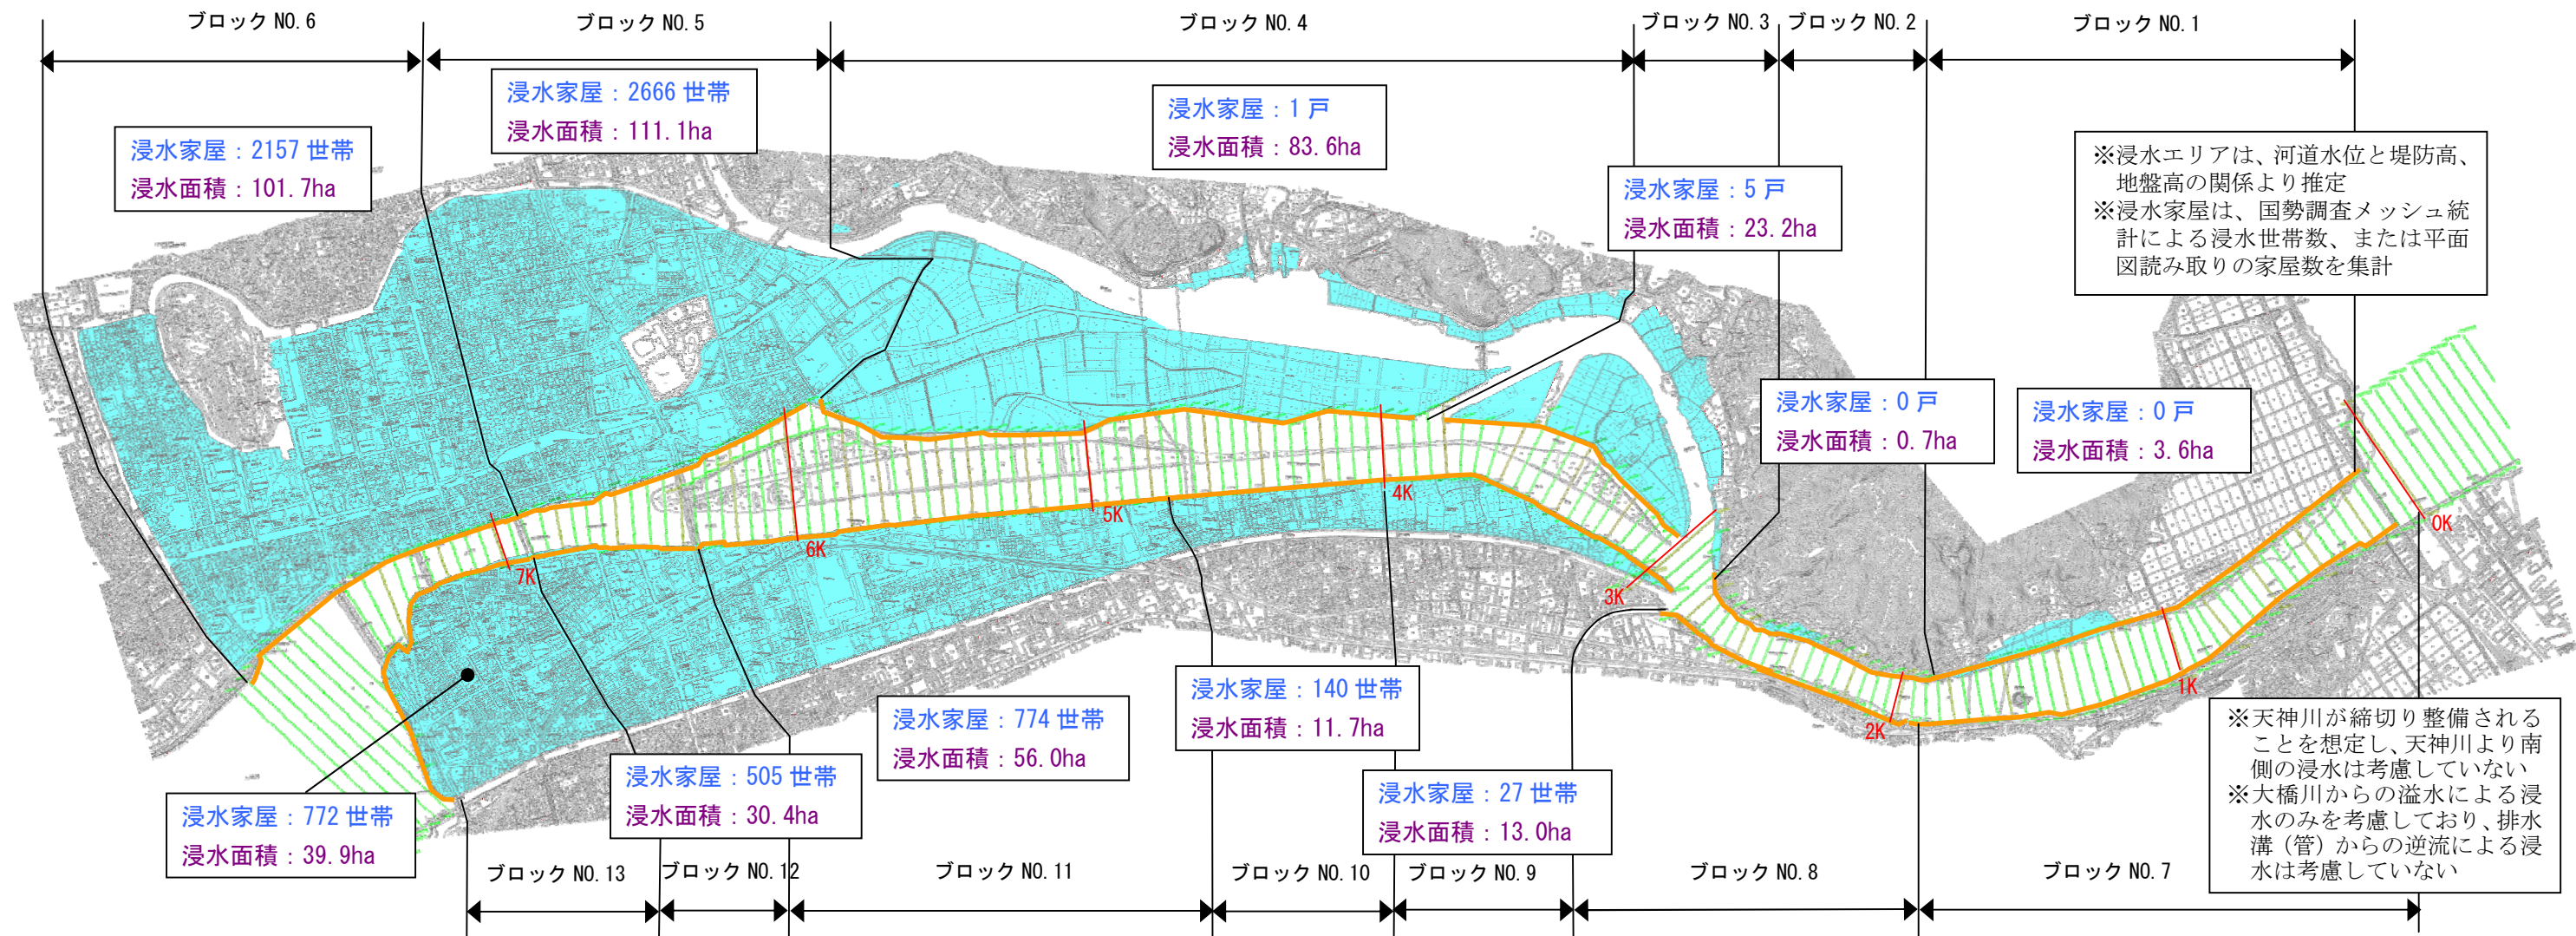 ブロック NO. 6
ブロック NO. 5
ブロック NO. 4
ブロック NO. 3
ブロック NO. 2
ブロック NO. 1
浸水家屋：2666 世帯
浸水面積：111.1ha
浸水家屋：1 戸
浸水面積：83.6ha
浸水家屋：2157 世帯
浸水面積：101.7ha
浸水家屋：5 戸
浸水面積：23.2ha
※浸水エリアは、河道水位と堤防高、
地盤高の関係より推定
※浸水家屋は、国勢調査メッシュ統
計による浸水世帯数、または平面
図読み取りの家屋数を集計
浸水家屋：0 戸
浸水面積：0.7ha
浸水家屋：0 戸
浸水面積：3.6ha
7K
6K
5K
4K
3K
2K
1K
0K
浸水家屋：140 世帯
浸水面積：11.7ha
浸水家屋：774 世帯
浸水面積：56.0ha
浸水家屋：505 世帯
浸水面積：30.4ha
浸水家屋：27 世帯
浸水面積：13.0ha
浸水家屋：772 世帯
浸水面積：39.9ha
※天神川が締切り整備される
ことを想定し、天神川より南
側の浸水は考慮していない
※大橋川からの溢水による浸
水のみを考慮しており、排水
溝（管）からの逆流による浸
水は考慮していない
ブロック NO. 13
ブロック NO. 12
ブロック NO. 11
ブロック NO. 10
ブロック NO. 9
ブロック NO. 8
ブロック NO. 7